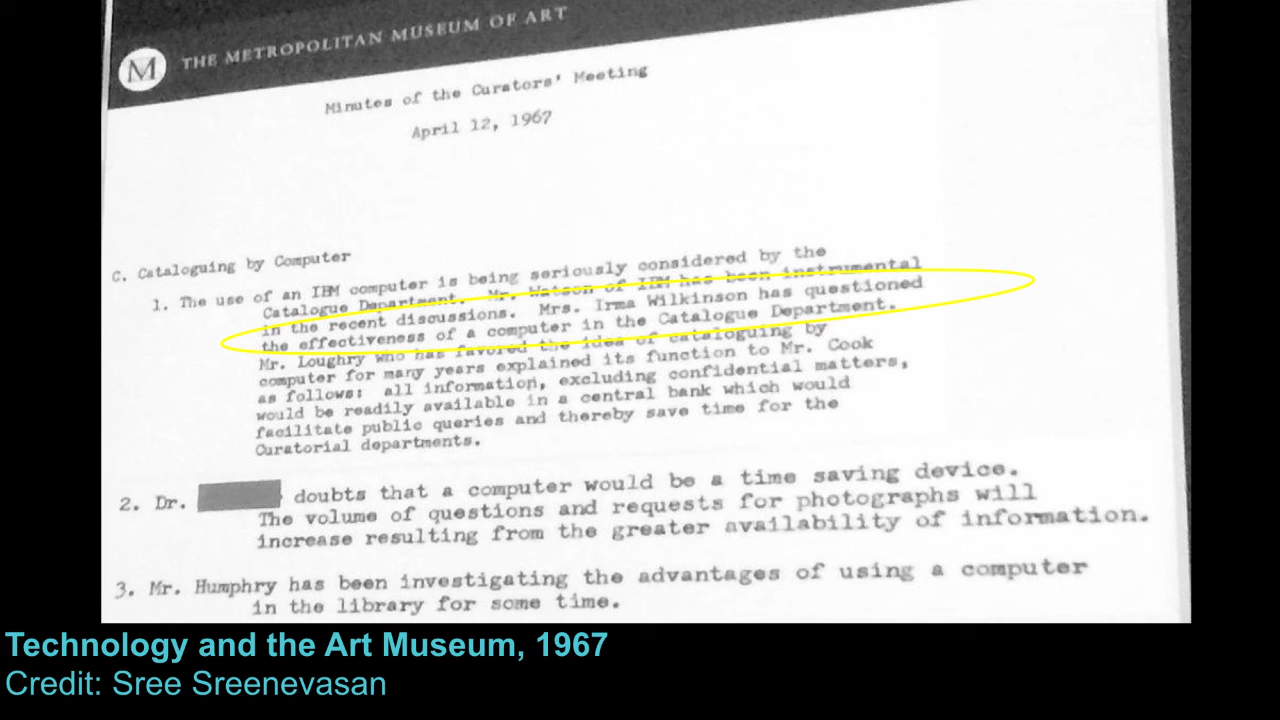 M THE METROPOLITAN MUSEUM OF ART
Minutes of the Curators' Meeting
April 12, 1967
C. Cataloguing by Computer
1. The use of an IBM computer is being seriously considered by the
Catalogue Department. Mr. Watson of IBM has been instrumental
in the recent discussions. Mrs. Irma Wilkinson has questioned
the effectiveness of a computer in the Catalogue Department.
Mr. Loughry who has favored the idea of cataloguing by
computer for many years explained its function to Mr. Cook
as follows: all information, excluding confidential matters,
would be readily available in a central bank which would
facilitate public queries and thereby save time for the
Curatorial departments.
2. Dr. doubts that a computer would be a time saving device.
The volume of questions and requests for photographs will
increase resulting from the greater availability of information.
3. Mr. Humphry has been investigating the advantages of using a computer
in the library for some time.
Technology and the Art Museum, 1967
Credit: Sree Sreenevasan